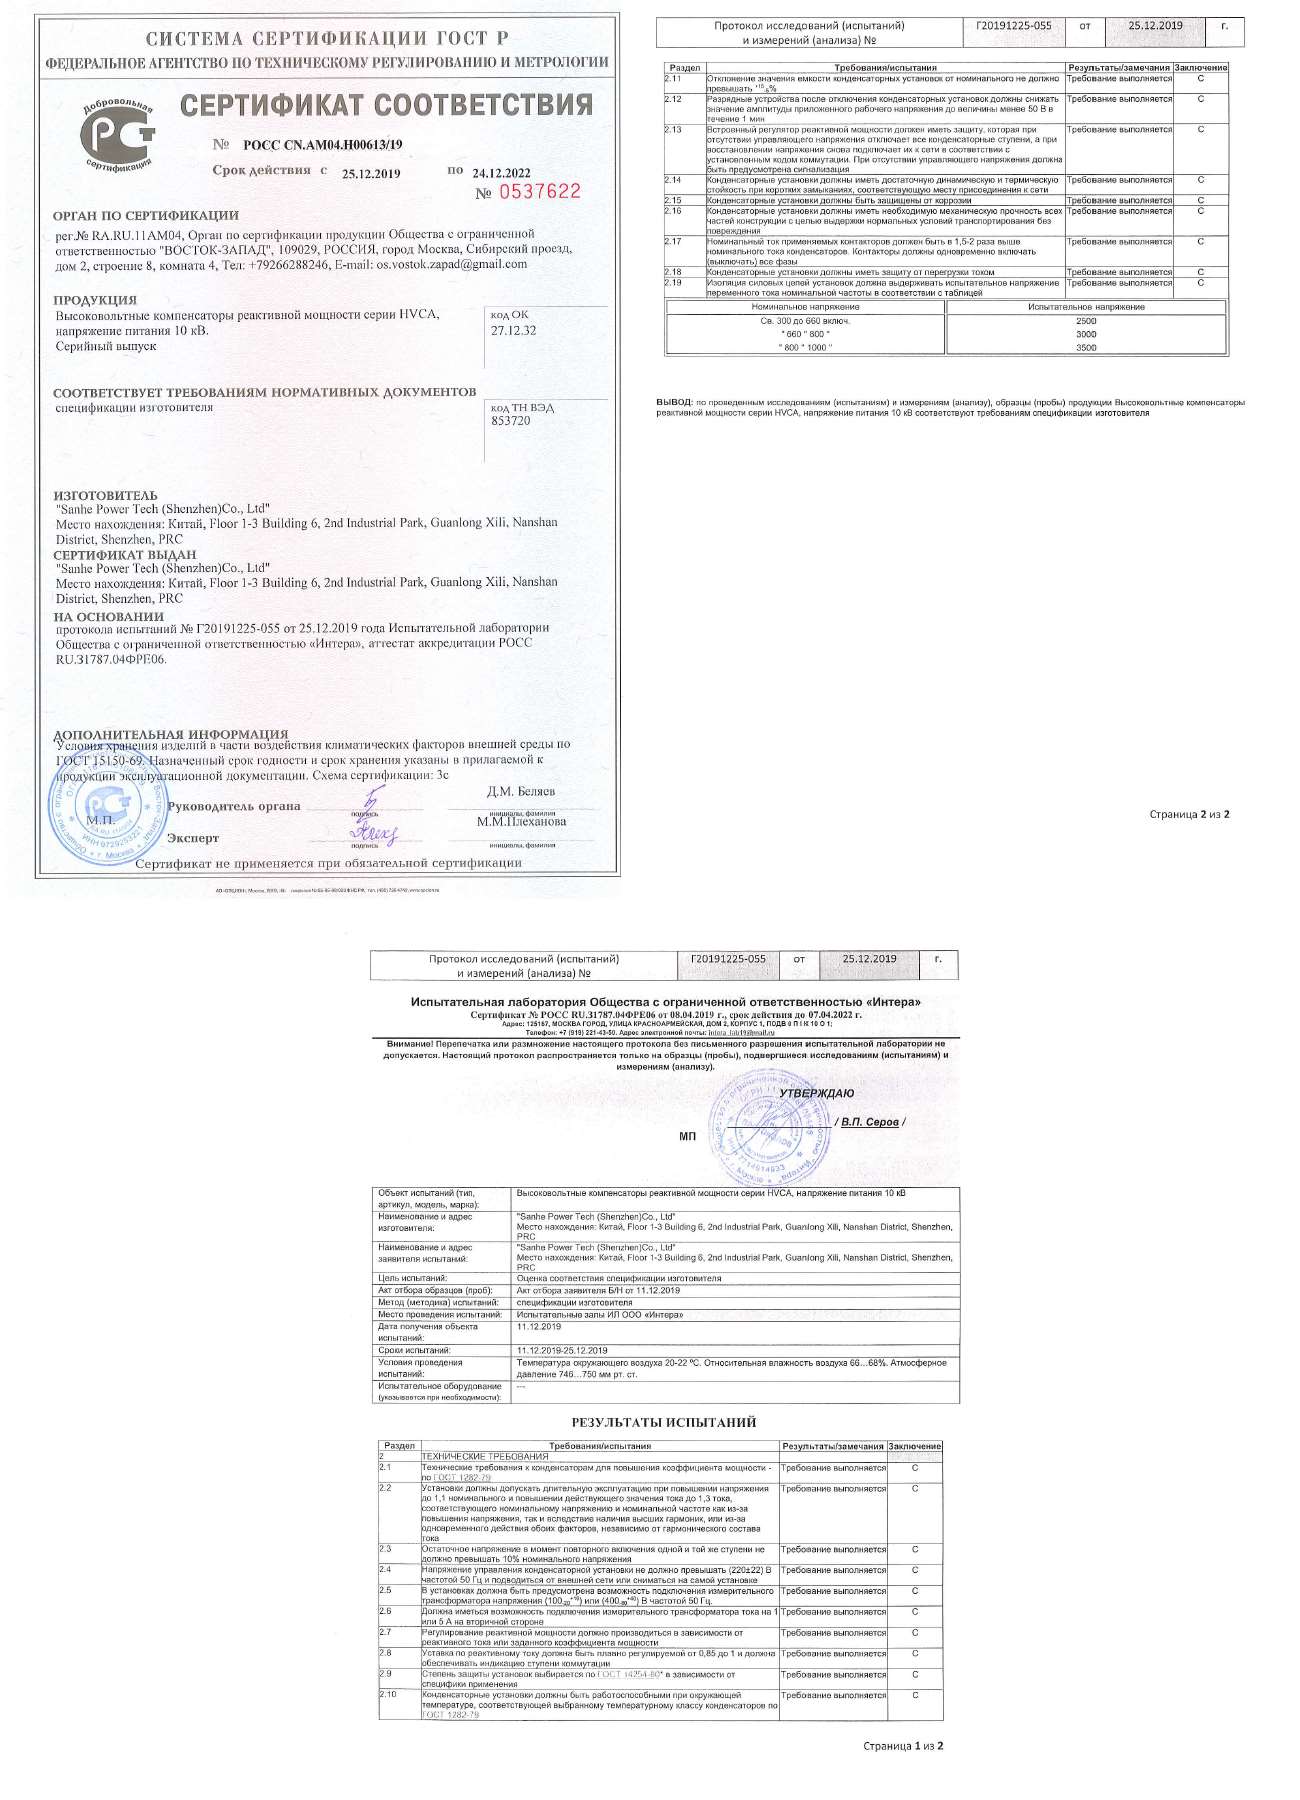 СИСТЕМА СЕРТИФИКАЦИИ ГОСТ Р
ФЕДЕРАЛЬНОЕ АГЕНТСТВО ПО ТЕХНИЧЕСКОМУ РЕГУЛИРОВАНИЮ И МЕТРОЛОГИИ
Добровольная
сертификация
СЕРТИФИКАТ СООТВЕТСТВИЯ
№ РОСС CN.АМ04.Н00613/19
Срок действия с 25.12.2019 по 24.12.2022
№ 0537622
ОРГАН ПО СЕРТИФИКАЦИИ
рег.№ RA.RU.11АМ04, Орган по сертификации продукции Общества с ограниченной
ответственностью "ВОСТОК-ЗАПАД", 109029, РОССИЯ, город Москва, Сибирский проезд,
дом 2, строение 8, комната 4, Тел: +79266288246, E-mail: os.vostok.zapad@gmail.com
ПРОДУКЦИЯ
Высоковольтные компенсаторы реактивной мощности серии HVCA,
напряжение питания 10 кВ.
Серийный выпуск
код ОК
27.12.32
СООТВЕТСТВУЕТ ТРЕБОВАНИЯМ НОРМАТИВНЫХ ДОКУМЕНТОВ
спецификации изготовителя
код ТН ВЭД
853720
ИЗГОТОВИТЕЛЬ
"Sanhe Power Tech (Shenzhen)Co., Ltd"
Место нахождения: Китай, Floor 1-3 Building 6, 2nd Industrial Park, Guanlong Xili, Nanshan
District, Shenzhen, PRC
СЕРТИФИКАТ ВЫДАН
"Sanhe Power Tech (Shenzhen)Co., Ltd"
Место нахождения: Китай, Floor 1-3 Building 6, 2nd Industrial Park, Guanlong Xili, Nanshan
District, Shenzhen, PRC
НА ОСНОВАНИИ
протокола испытаний № Г20191225-055 от 25.12.2019 года Испытательной лаборатории
Общества с ограниченной ответственностью «Интера», аттестат аккредитации РОСС
RU.31787.04ФРЕ06.
ДОПОЛНИТЕЛЬНАЯ ИНФОРМАЦИЯ
Условия хранения изделий в части воздействия климатических факторов внешней среды по
ГОСТ 15150-69. Назначенный срок годности и срок хранения указаны в прилагаемой к
продукции эксплуатационной документации. Схема сертификации: 3с
М.П.
Руководитель органа
подпись
Д.М. Беляев
инициалы, фамилия
Эксперт
подпись
М.М.Плеханова
инициалы, фамилия
Сертификат не применяется при обязательной сертификации
Протокол исследований (испытаний) и измерений (анализа) № Г20191225-055 от 25.12.2019 г.
Раздел Требования/испытания Результаты/замечания Заключение
2.11 Отклонение значения емкости конденсаторных установок от номинального не должно Требование выполняется С
превышать +10-5%
2.12 Разрядные устройства после отключения конденсаторных установок должны снижать Требование выполняется С
значение амплитуды приложенного рабочего напряжения до величины менее 50 В в
течение 1 мин
2.13 Встроенный регулятор реактивной мощности должен иметь защиту, которая при Требование выполняется С
отсутствии управляющего напряжения отключает все конденсаторные ступени, а при
восстановлении напряжения снова подключает их к сети в соответствии с
установленным кодом коммутации. При отсутствии управляющего напряжения должна
быть предусмотрена сигнализация
2.14 Конденсаторные установки должны иметь достаточную динамическую и термическую Требование выполняется С
стойкость при коротких замыканиях, соответствующую месту присоединения к сети
2.15 Конденсаторные установки должны быть защищены от коррозии Требование выполняется С
2.16 Конденсаторные установки должны иметь необходимую механическую прочность всех Требование выполняется С
частей конструкции с целью выдержки нормальных условий транспортирования без
повреждения
2.17 Номинальный ток применяемых контакторов должен быть в 1,5-2 раза выше Требование выполняется С
номинального тока конденсаторов. Контакторы должны одновременно включать
(выключать) все фазы
2.18 Конденсаторные установки должны иметь защиту от перегрузки током Требование выполняется С
2.19 Изоляция силовых цепей установок должна выдерживать испытательное напряжение Требование выполняется С
переменного тока номинальной частоты в соответствии с таблицей
Номинальное напряжение Испытательное напряжение
Св. 300 до 660 включ. 2500
" 660 " 800 " 3000
" 800 " 1000 " 3500
ВЫВОД: по проведенным исследованиям (испытаниям) и измерениям (анализу), образцы (пробы) продукции Высоковольтные компенсаторы
реактивной мощности серии HVCA, напряжение питания 10 кВ соответствуют требованиям спецификации изготовителя
Страница 2 из 2
Протокол исследований (испытаний) и измерений (анализа) № Г20191225-055 от 25.12.2019 г.
Испытательная лаборатория Общества с ограниченной ответственностью «Интера»
Сертификат № РОСС RU.31787.04ФРЕ06 от 08.04.2019 г., срок действия до 07.04.2022 г.
Адрес: 125167, МОСКВА ГОРОД, УЛИЦА КРАСНОАРМЕЙСКАЯ, ДОМ 2, КОРПУС 1, ПОДВ 0 П I К 10 О 1;
Телефон: +7 (919) 221-43-50. Адрес электронной почты: intera_lab19@mail.ru
Внимание! Перепечатка или размножение настоящего протокола без письменного разрешения испытательной лаборатории не
допускается. Настоящий протокол распространяется только на образцы (пробы), подвергшиеся исследованиям (испытаниям) и
измерениям (анализу).
УТВЕРЖДАЮ
/ В.П. Серов /
МП
Объект испытаний (тип, артикул, модель, марка): Высоковольтные компенсаторы реактивной мощности серии HVCA, напряжение питания 10 кВ
Наименование и адрес изготовителя: "Sanhe Power Tech (Shenzhen)Co., Ltd"
Место нахождения: Китай, Floor 1-3 Building 6, 2nd Industrial Park, Guanlong Xili, Nanshan District, Shenzhen,
PRC
Наименование и адрес заявителя испытаний: "Sanhe Power Tech (Shenzhen)Co., Ltd"
Место нахождения: Китай, Floor 1-3 Building 6, 2nd Industrial Park, Guanlong Xili, Nanshan District, Shenzhen,
PRC
Цель испытаний: Оценка соответствия спецификации изготовителя
Акт отбора образцов (проб): Акт отбора заявителя Б/Н от 11.12.2019
Метод (методика) испытаний: спецификации изготовителя
Место проведения испытаний: Испытательные залы ИЛ ООО «Интера»
Дата получения объекта испытаний: 11.12.2019
Сроки испытаний: 11.12.2019-25.12.2019
Условия проведения испытаний: Температура окружающего воздуха 20-22 ºС. Относительная влажность воздуха 66...68%. Атмосферное
давление 746...750 мм рт. ст.
Испытательное оборудование (указывается при необходимости): ---
РЕЗУЛЬТАТЫ ИСПЫТАНИЙ
Раздел Требования/испытания Результаты/замечания Заключение
2 ТЕХНИЧЕСКИЕ ТРЕБОВАНИЯ
2.1 Технические требования к конденсаторам для повышения коэффициента мощности - Требование выполняется С
по ГОСТ 1282-79
2.2 Установки должны допускать длительную эксплуатацию при повышении напряжения Требование выполняется С
до 1,1 номинального и повышении действующего значения тока до 1,3 тока,
соответствующего номинальному напряжению и номинальной частоте как из-за
повышения напряжения, так и вследствие наличия высших гармоник, или из-за
одновременного действия обоих факторов, независимо от гармонического состава
тока
2.3 Остаточное напряжение в момент повторного включения одной и той же ступени не Требование выполняется С
должно превышать 10% номинального напряжения
2.4 Напряжение управления конденсаторной установки не должно превышать (220±22) В Требование выполняется С
частотой 50 Гц и подводиться от внешней сети или сниматься на самой установке
2.5 В установках должна быть предусмотрена возможность подключения измерительного Требование выполняется С
трансформатора напряжения (100-20+10) или (400-80+40) В частотой 50 Гц.
2.6 Должна иметься возможность подключения измерительного трансформатора тока на 1 Требование выполняется С
или 5 А на вторичной стороне
2.7 Регулирование реактивной мощности должно производиться в зависимости от Требование выполняется С
реактивного тока или заданного коэффициента мощности
2.8 Уставка по реактивному току должна быть плавно регулируемой от 0,85 до 1 и должна Требование выполняется С
обеспечивать индикацию ступени коммутации
2.9 Степень защиты установок выбирается по ГОСТ 14254-80* в зависимости от Требование выполняется С
специфики применения
2.10 Конденсаторные установки должны быть работоспособными при окружающей Требование выполняется С
температуре, соответствующей выбранному температурному классу конденсаторов по
ГОСТ 1282-79
Страница 1 из 2